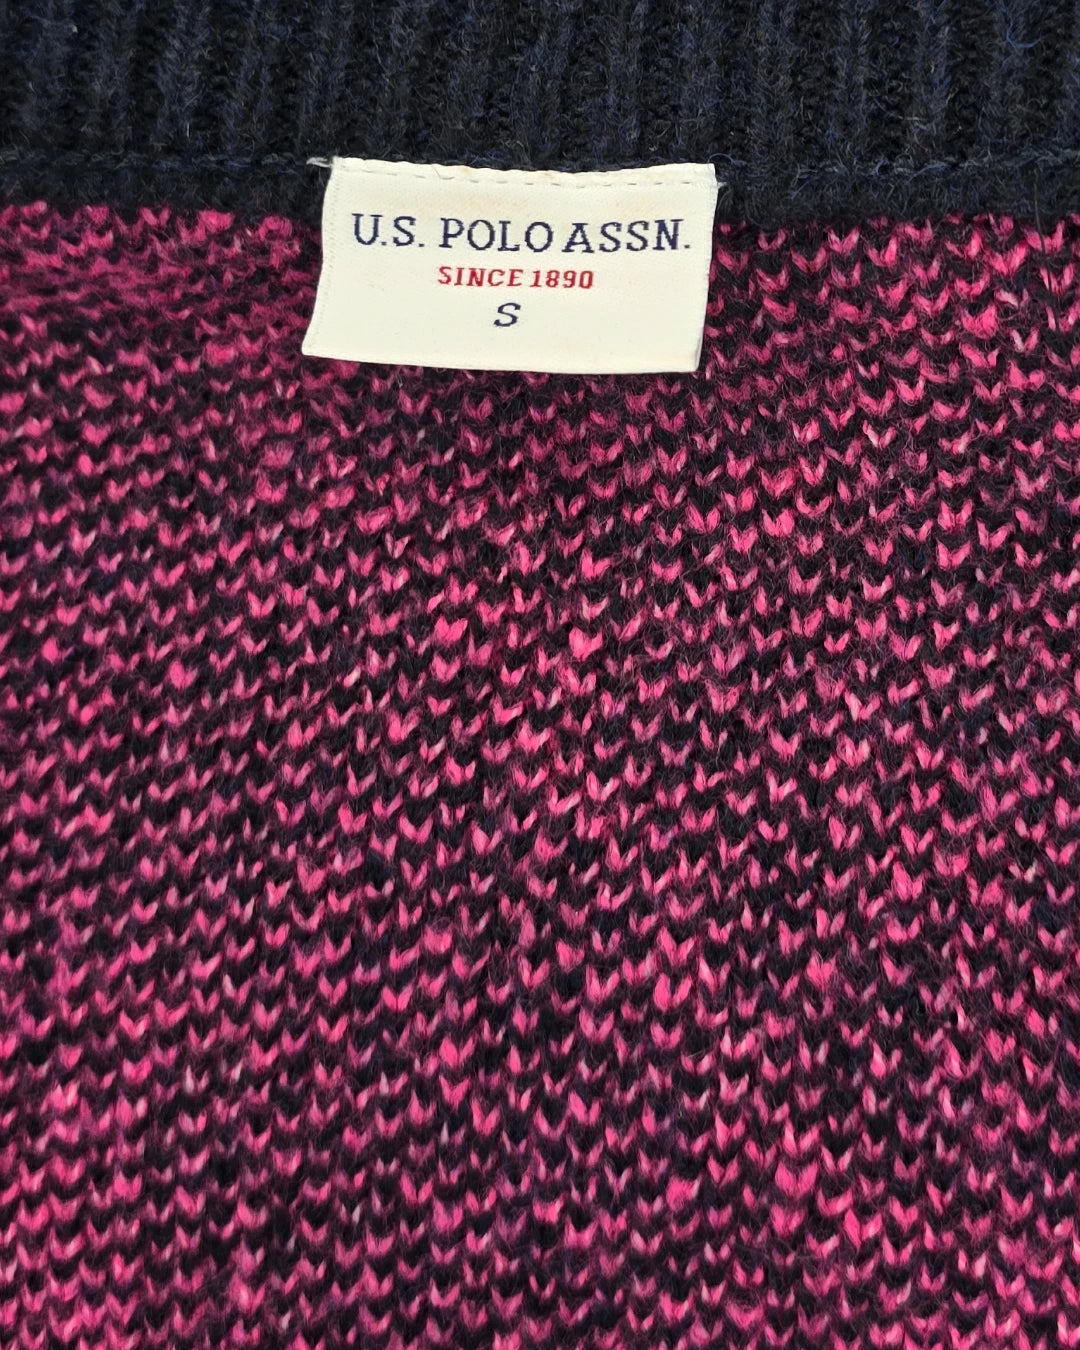 U.S. POLO ASSN.
SINCE 1890
S